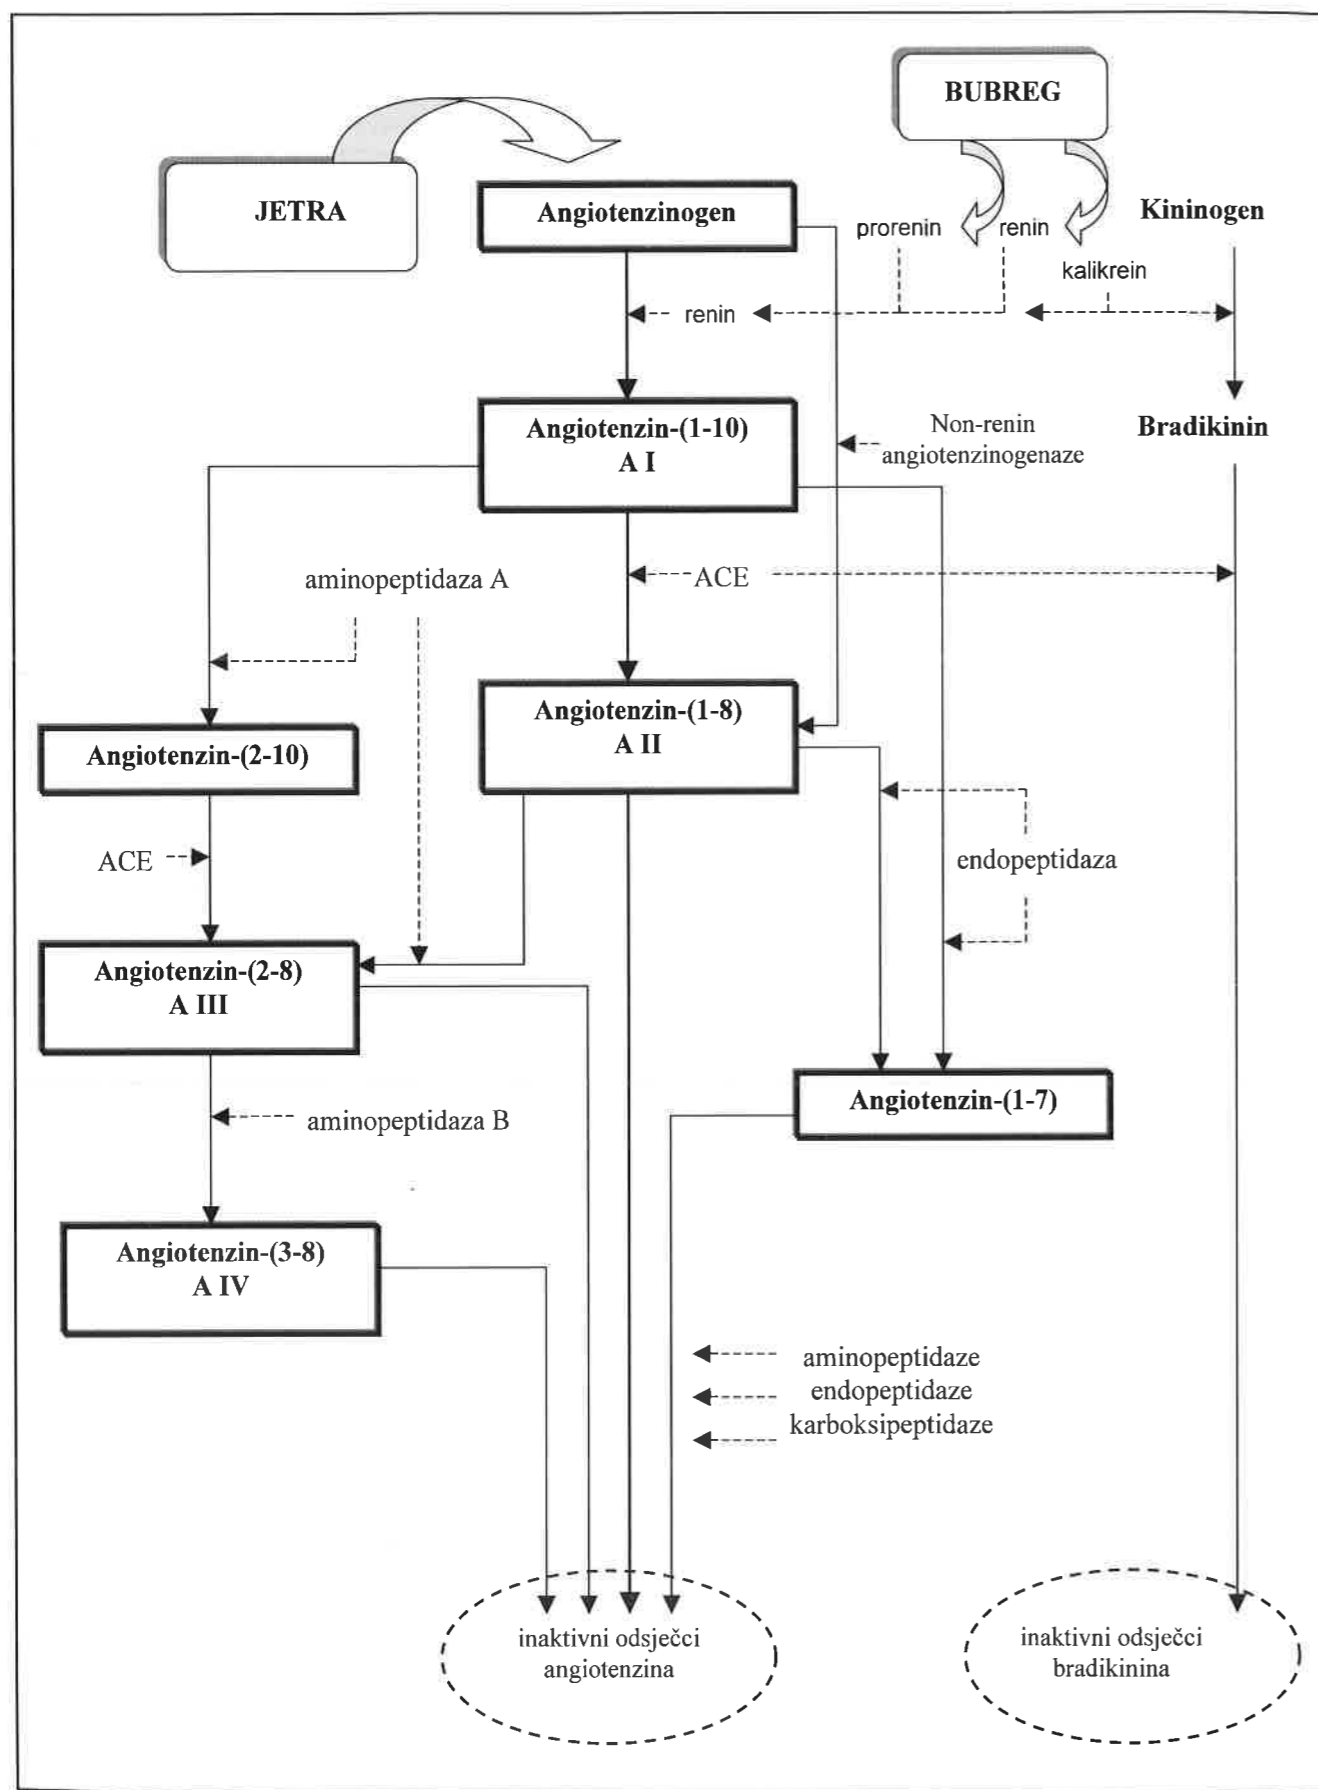 BUBREG
JETRA
Angiotenzinogen
prorenin
renin
Kininogen
kalikrein
renin
Angiotenzin-(1-10)
A I
Non-renin
angiotenzinogenaze
Bradikinin
aminopeptidaza A
ACE
Angiotenzin-(1-8)
A II
Angiotenzin-(2-10)
ACE
endopeptidaza
Angiotenzin-(2-8)
A III
Angiotenzin-(1-7)
aminopeptidaza B
Angiotenzin-(3-8)
A IV
aminopeptidaze
endopeptidaze
karboksipeptidaze
inaktivni odsječci
angiotenzina
inaktivni odsječci
bradikinina